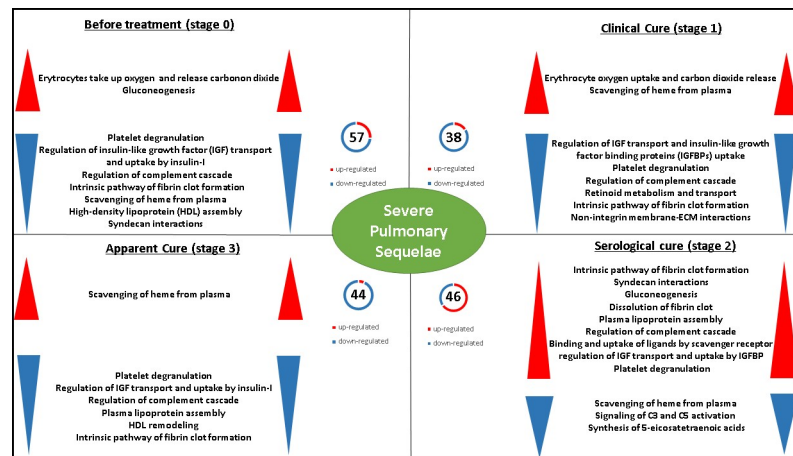 Before treatment (stage 0)
Erytrocytes take up oxygen and release carbonon dixide
Gluconeogenesis
Platelet degranulation
Regulation of insulin-like growth factor (IGF) transport
and uptake by insulin-I
Regulation of complement cascade
Intrinsic pathway of fibrin clot formation
Scavenging of heme from plasma
High-density lipoprotein (HDL) assembly
Syndecan interactions
57
up-regulated
down-regulated
Clinical Cure (stage 1)
Erythrocyte oxygen uptake and carbon dioxide release
Scavenging of heme from plasma
38
up-regulated
down-regulated
Regulation of IGF transport and insulin-like growth
factor binding proteins (IGFBPs) uptake
Platelet degranulation
Regulation of complement cascade
Retinoid metabolism and transport
Intrinsic pathway of fibrin clot formation
Non-integrin membrane-ECM interactions
Severe
Pulmonary
Sequelae
Apparent Cure (stage 3)
Scavenging of heme from plasma
44
up-regulated
down-regulated
Platelet degranulation
Regulation of IGF transport and uptake by insulin-I
Regulation of complement cascade
Plasma lipoprotein assembly
HDL remodeling
Intrinsic pathway of fibrin clot formation
Serological cure (stage 2)
46
up-regulated
down-regulated
Intrinsic pathway of fibrin clot formation
Syndecan interactions
Gluconeogenesis
Dissolution of fibrin clot
Plasma lipoprotein assembly
Regulation of complement cascade
Binding and uptake of ligands by scavenger receptor
regulation of IGF transport and uptake by IGFBP
Platelet degranulation
Scavenging of heme from plasma
Signaling of C3 and C5 activation
Synthesis of 5-eicosatetraenoic acids